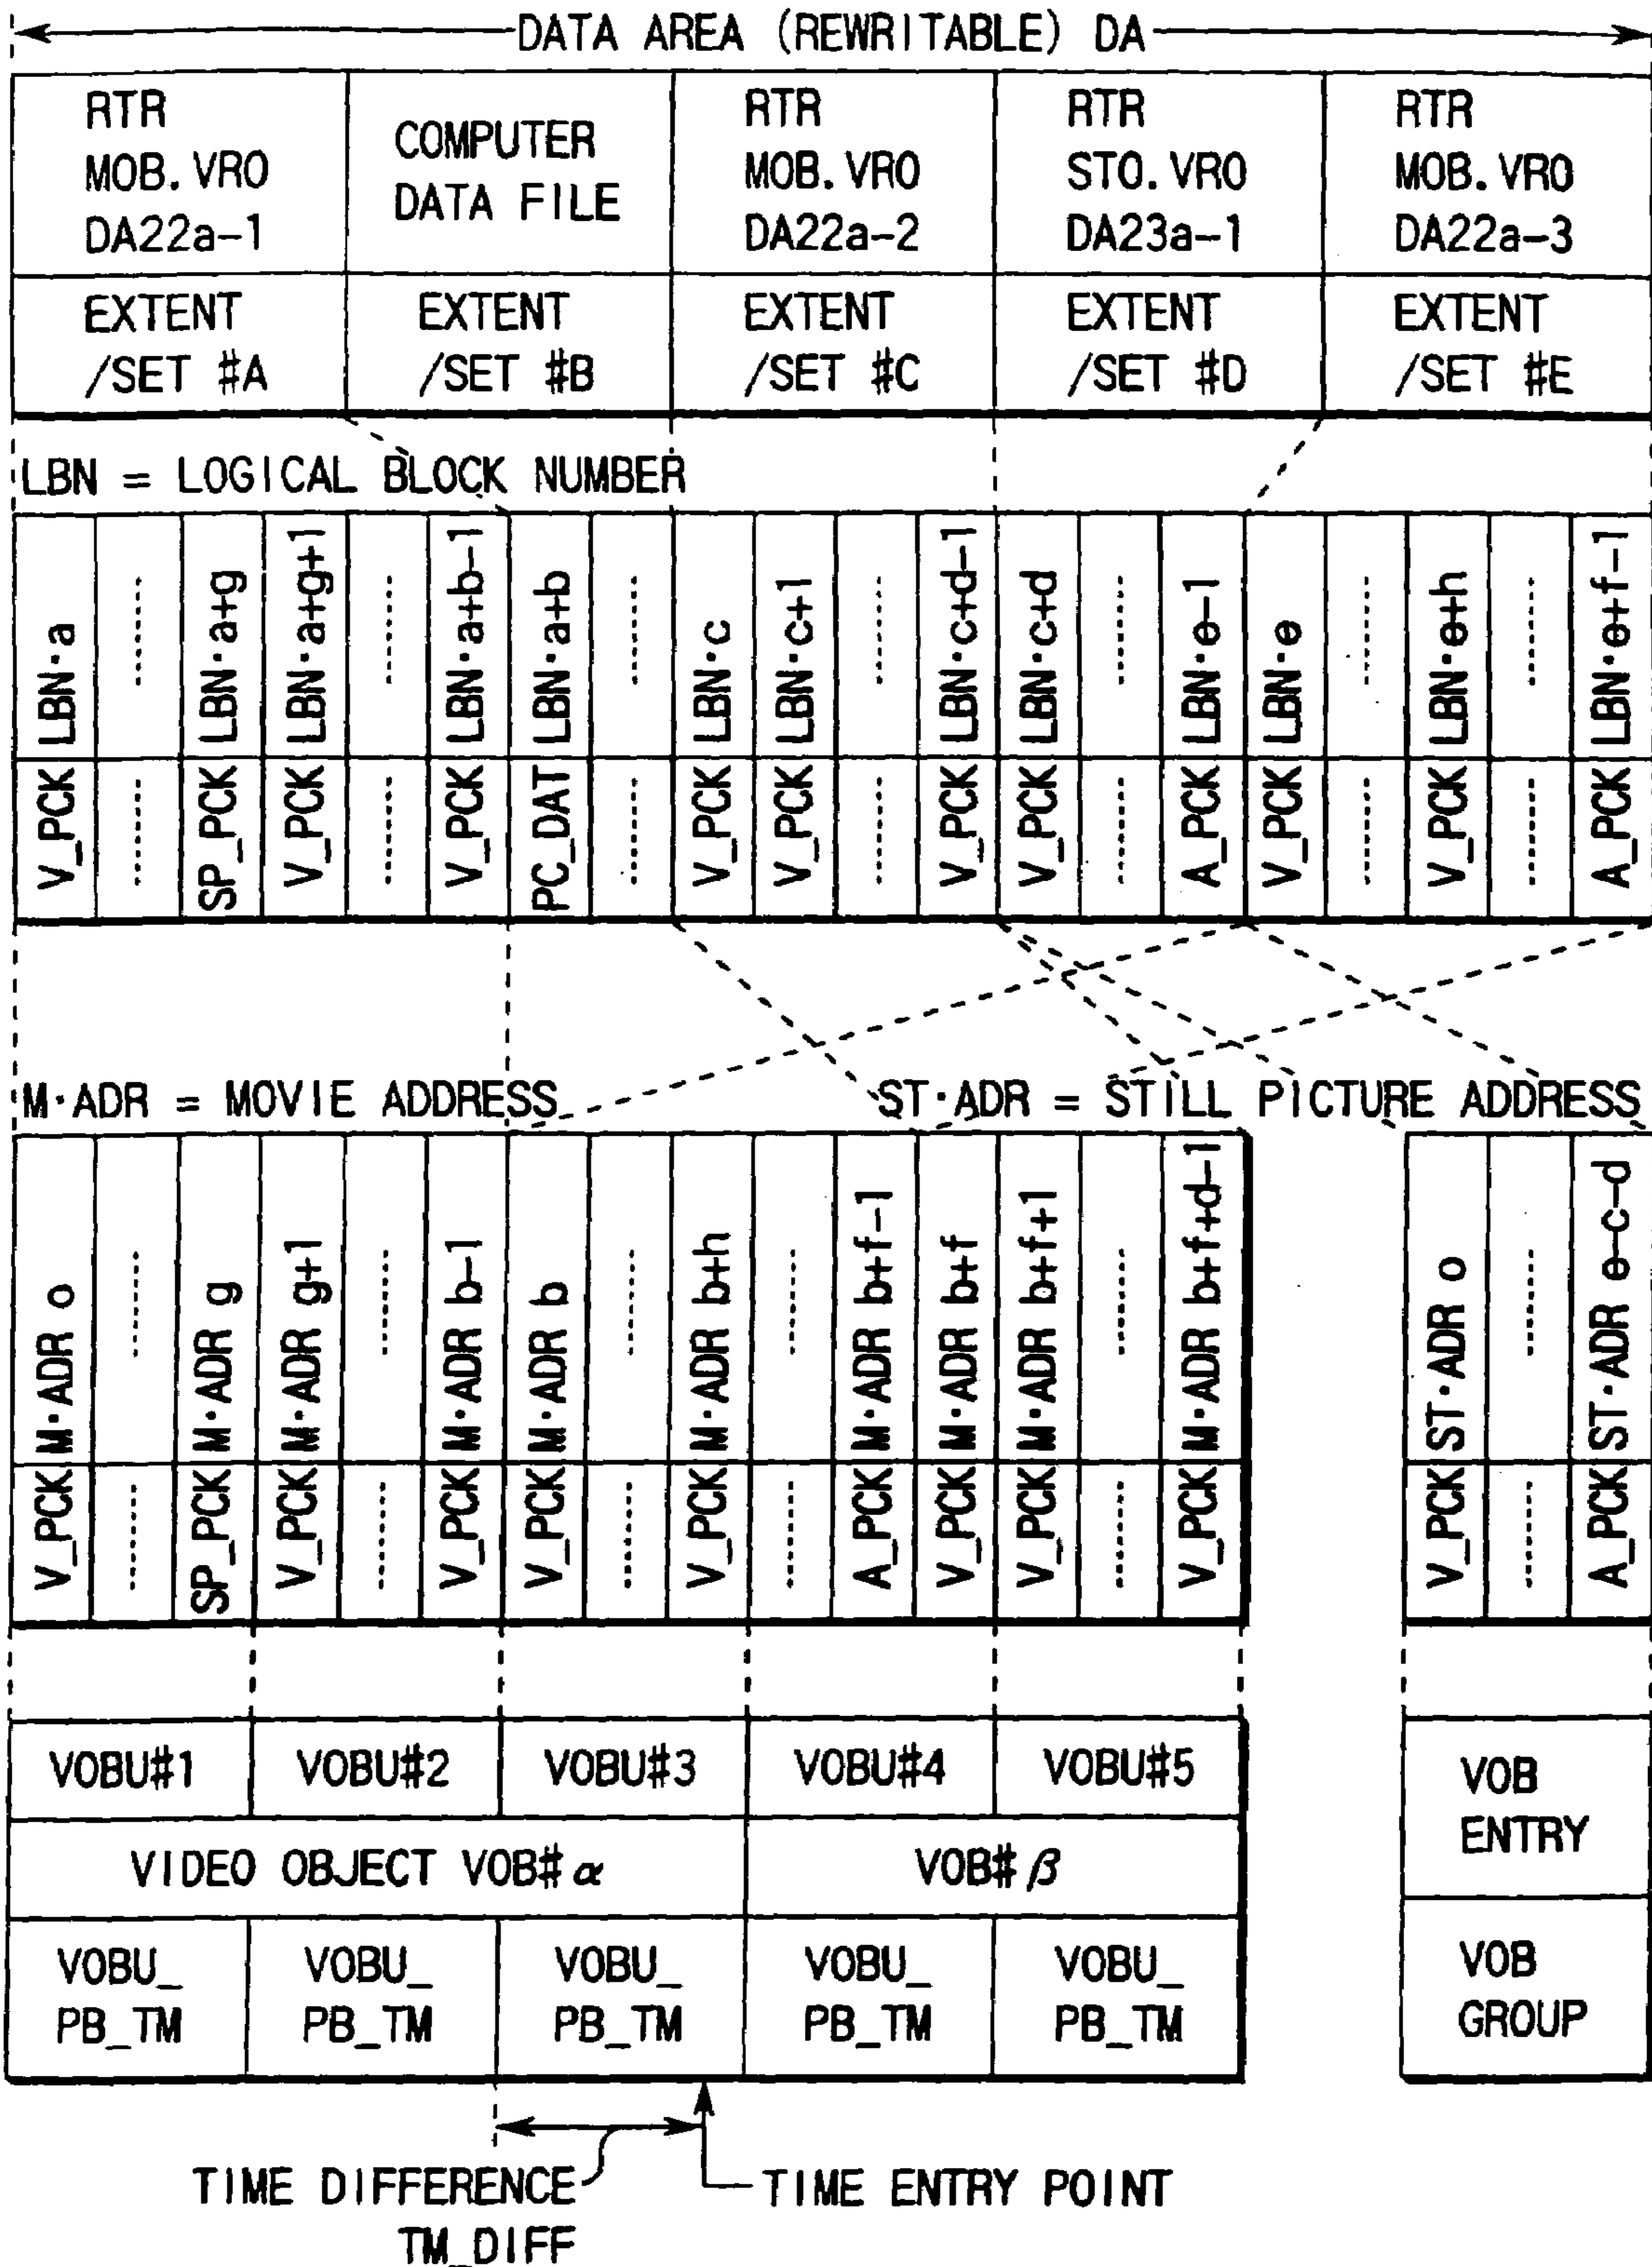 DATA AREA (REWRITABLE) DA
RTR
MOB.VRO
DA22a-1
COMPUTER
DATA FILE
RTR
MOB.VRO
DA22a-2
RTR
STO.VRO
DA23a-1
RTR
MOB.VRO
DA22a-3
EXTENT
/SET #A
EXTENT
/SET #B
EXTENT
/SET #C
EXTENT
/SET #D
EXTENT
/SET #E
LBN = LOGICAL BLOCK NUMBER
LBN·a
LBN·a+g
LBN·a+g+1
LBN·a+b-1
LBN·a+b
LBN·c
LBN·c+1
LBN·c+d-1
LBN·c+d
LBN·e-1
LBN·e
LBN·e+h
LBN·e+f-1
V_PCK
SP_PCK
V_PCK
V_PCK
PC_DAT
V_PCK
V_PCK
V_PCK
V_PCK
A_PCK
V_PCK
V_PCK
A_PCK
M·ADR = MOVIE ADDRESS
ST·ADR = STILL PICTURE ADDRESS
M·ADR o
M·ADR g
M·ADR g+1
M·ADR b-1
M·ADR b
M·ADR b+h
M·ADR b+f-1
M·ADR b+f
M·ADR b+f+1
M·ADR b+f+d-1
ST·ADR o
ST·ADR e-c-d
V_PCK
SP_PCK
V_PCK
V_PCK
V_PCK
V_PCK
A_PCK
V_PCK
V_PCK
V_PCK
V_PCK
A_PCK
VOBU#1
VOBU#2
VOBU#3
VOBU#4
VOBU#5
VOB
ENTRY
VIDEO OBJECT VOB#α
VOB#β
VOBU_
PB_TM
VOBU_
PB_TM
VOBU_
PB_TM
VOBU_
PB_TM
VOBU_
PB_TM
VOB
GROUP
TIME DIFFERENCE
TM_DIFF
TIME ENTRY POINT